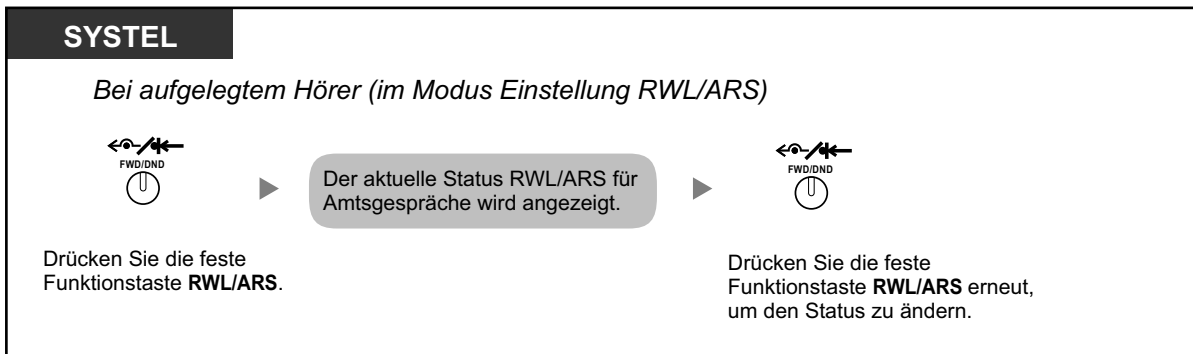 SYSTEL
Bei aufgelegtem Hörer (im Modus Einstellung RWL/ARS)
FWD/DND
Der aktuelle Status RWL/ARS für
Amtsgespräche wird angezeigt.
FWD/DND
Drücken Sie die feste
Funktionstaste RWL/ARS.
Drücken Sie die feste
Funktionstaste RWL/ARS erneut,
um den Status zu ändern.